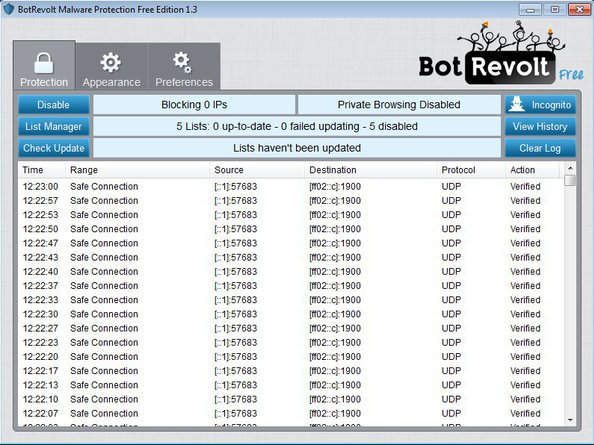 BotRevolt Malware Protection Free Edition 1.3
Protection Appearance Preferences
Bot Revolt Free
Disable Blocking 0 IPs Private Browsing Disabled Incognito
List Manager 5 Lists: 0 up-to-date - 0 failed updating - 5 disabled View History
Check Update Lists haven't been updated Clear Log
Time Range Source Destination Protocol Action
12:23:00 Safe Connection [::1]:57683 [ff02::c]:1900 UDP Verified
12:22:57 Safe Connection [::1]:57683 [ff02::c]:1900 UDP Verified
12:22:53 Safe Connection [::1]:57683 [ff02::c]:1900 UDP Verified
12:22:50 Safe Connection [::1]:57683 [ff02::c]:1900 UDP Verified
12:22:47 Safe Connection [::1]:57683 [ff02::c]:1900 UDP Verified
12:22:43 Safe Connection [::1]:57683 [ff02::c]:1900 UDP Verified
12:22:40 Safe Connection [::1]:57683 [ff02::c]:1900 UDP Verified
12:22:37 Safe Connection [::1]:57683 [ff02::c]:1900 UDP Verified
12:22:33 Safe Connection [::1]:57683 [ff02::c]:1900 UDP Verified
12:22:30 Safe Connection [::1]:57683 [ff02::c]:1900 UDP Verified
12:22:27 Safe Connection [::1]:57683 [ff02::c]:1900 UDP Verified
12:22:23 Safe Connection [::1]:57683 [ff02::c]:1900 UDP Verified
12:22:20 Safe Connection [::1]:57683 [ff02::c]:1900 UDP Verified
12:22:17 Safe Connection [::1]:57683 [ff02::c]:1900 UDP Verified
12:22:13 Safe Connection [::1]:57683 [ff02::c]:1900 UDP Verified
12:22:10 Safe Connection [::1]:57683 [ff02::c]:1900 UDP Verified
12:22:07 Safe Connection [::1]:57683 [ff02::c]:1900 UDP Verified